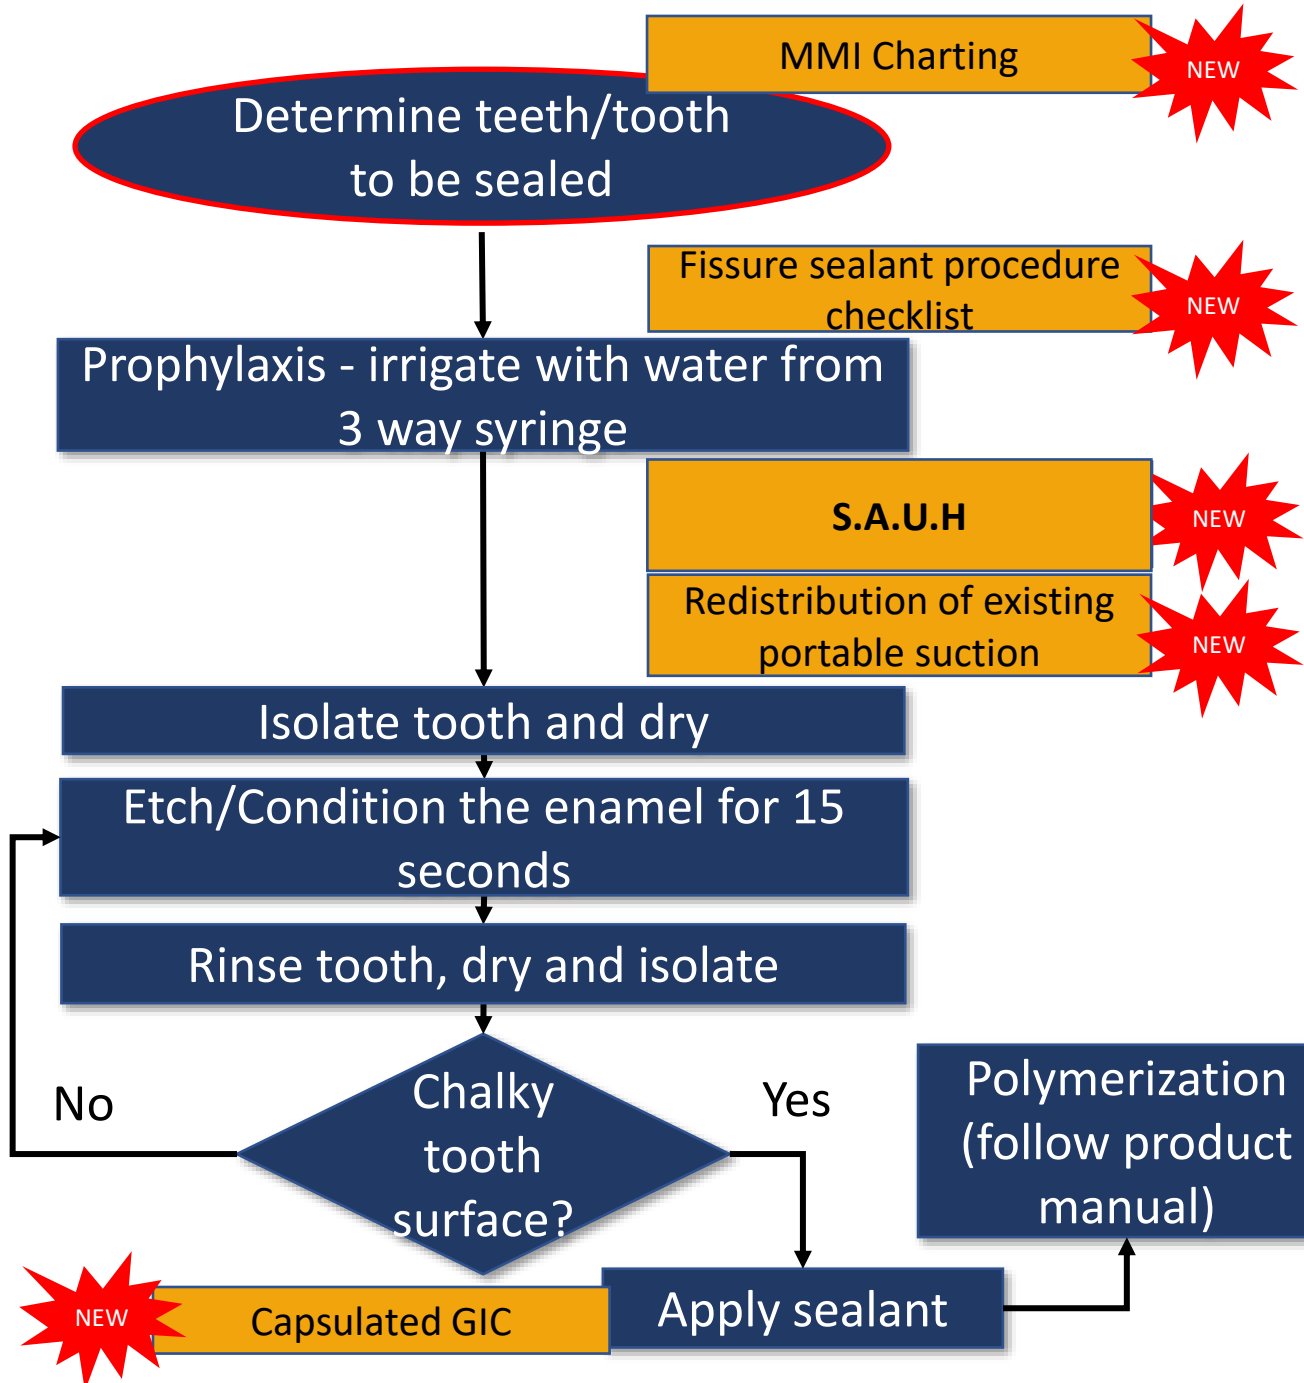 MMI Charting
NEW
Determine teeth/tooth
to be sealed
Fissure sealant procedure
checklist
NEW
Prophylaxis - irrigate with water from
3 way syringe
S.A.U.H
NEW
Redistribution of existing
portable suction
NEW
Isolate tooth and dry
Etch/Condition the enamel for 15
seconds
Rinse tooth, dry and isolate
Chalky
tooth
surface?
No
Yes
Polymerization
(follow product
manual)
NEW
Capsulated GIC
Apply sealant